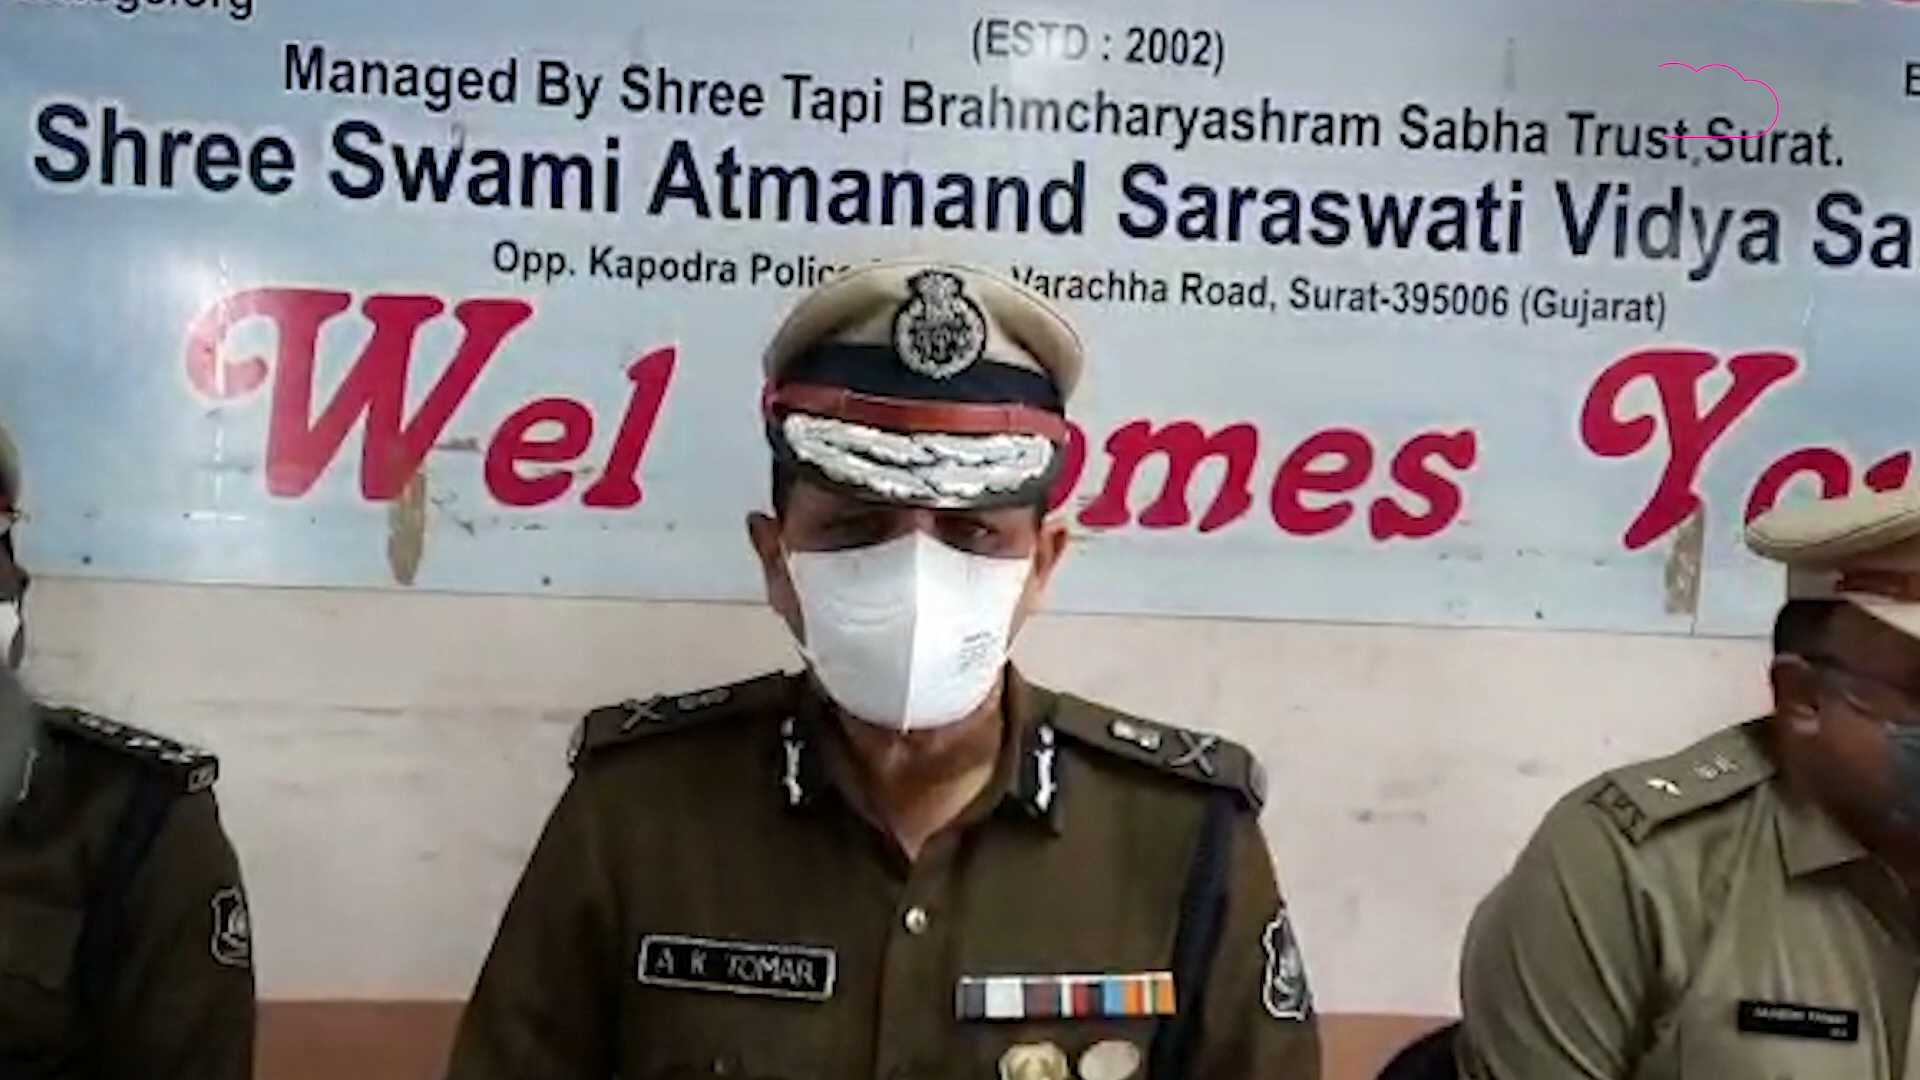 (ESTD : 2002)
Managed By Shree Tapi Brahmcharyashram Sabha Trust,Surat.
Shree Swami Atmanand Saraswati Vidya Sa
Opp. Kapodra Polic Varachha Road, Surat-395006 (Gujarat)
Wel omes You
A K TOMAR